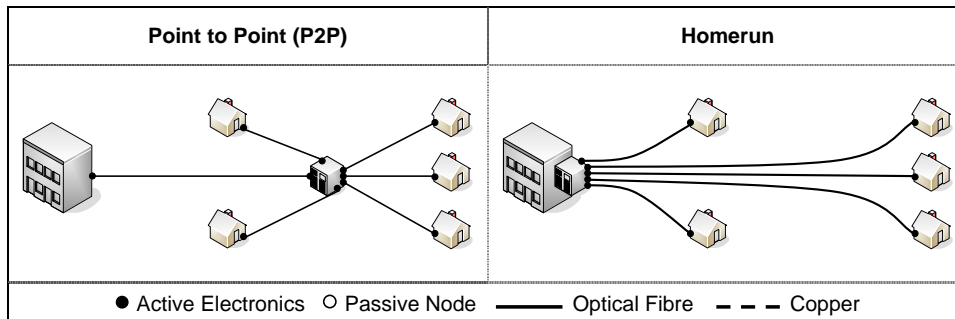 Point to Point (P2P)
Homerun
Active Electronics
Passive Node
Optical Fibre
Copper